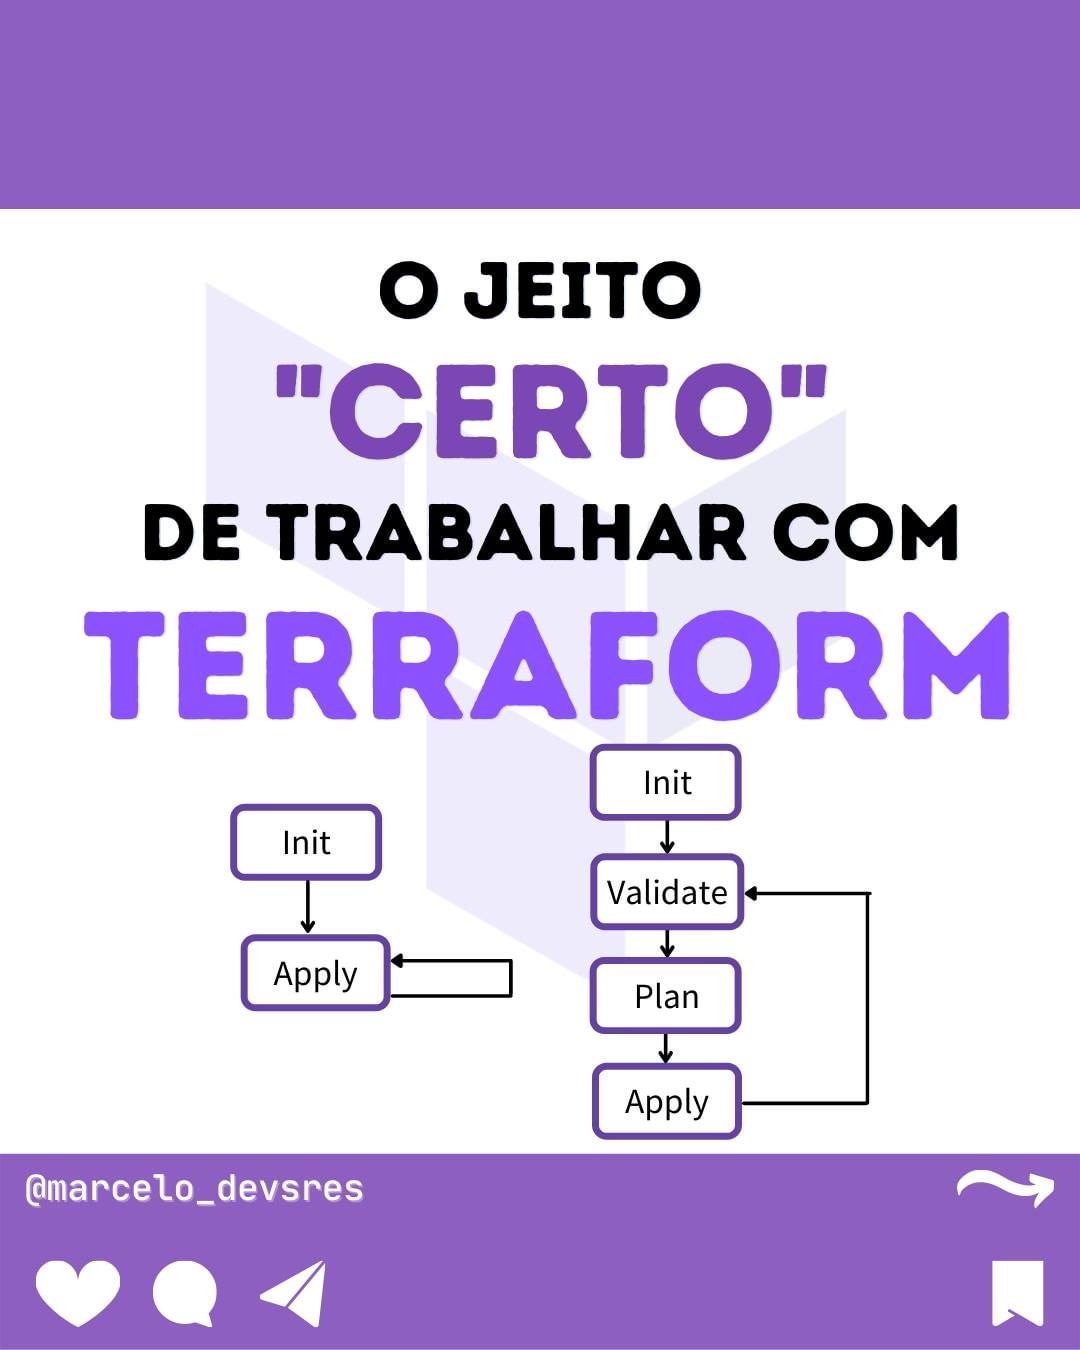 O JEITO
"CERTO"
DE TRABALHAR COM
TERRAFORM
Init
Apply
Init
Validate
Plan
Apply
@marcelo_devsres